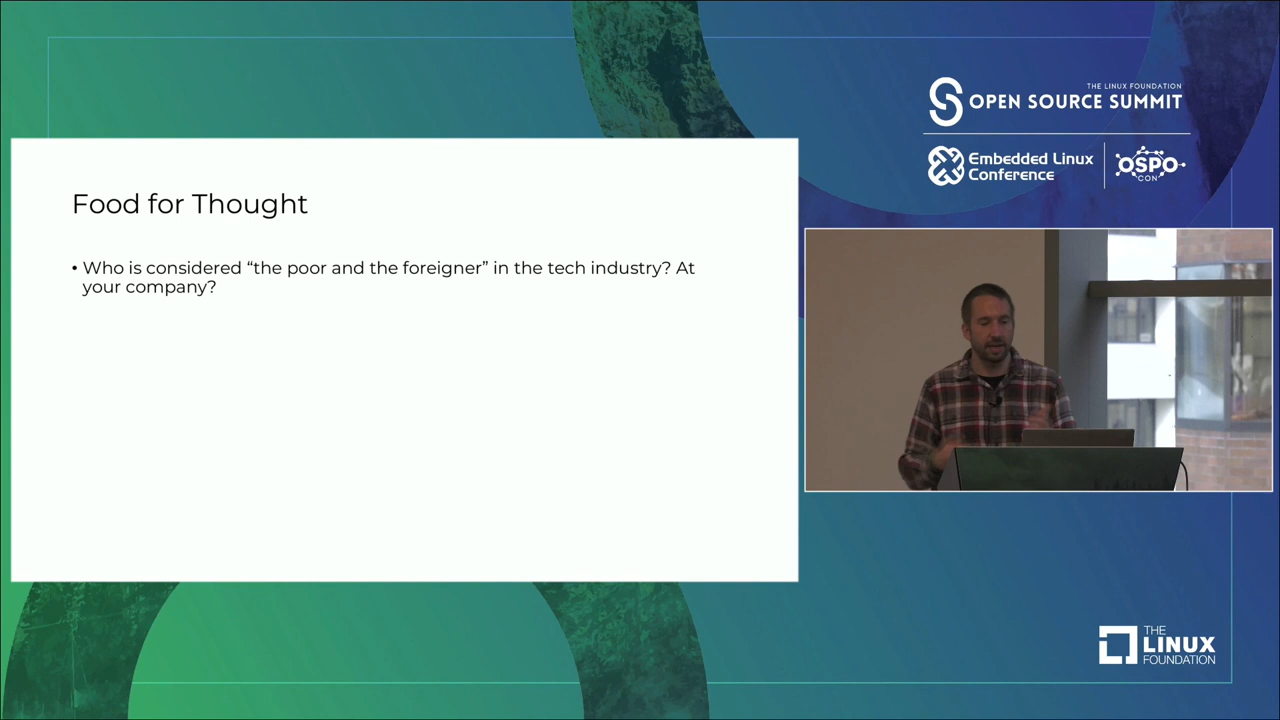 THE LINUX FOUNDATION
OPEN SOURCE SUMMIT
Embedded Linux
Conference
OSPO
CON
Food for Thought
• Who is considered “the poor and the foreigner” in the tech industry? At
your company?
THE
LINUX
FOUNDATION